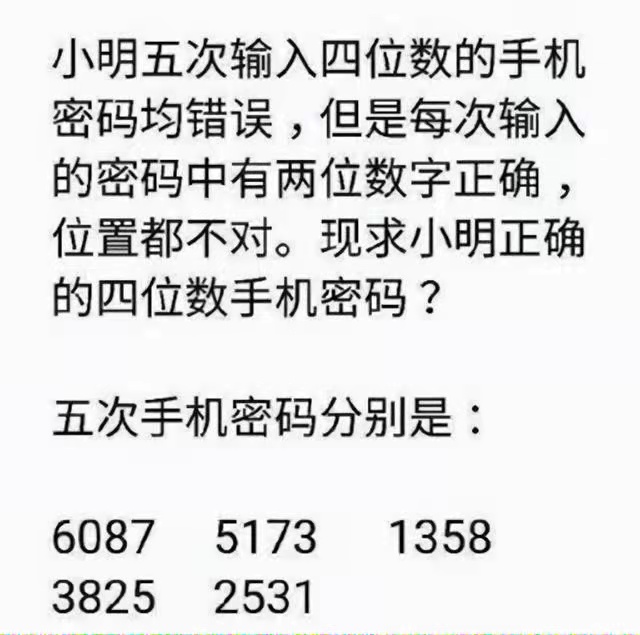 小明五次输入四位数的手机
密码均错误，但是每次输入
的密码中有两位数字正确，
位置都不对。现求小明正确
的四位数手机密码？
五次手机密码分别是：
6087 5173 1358
3825 2531